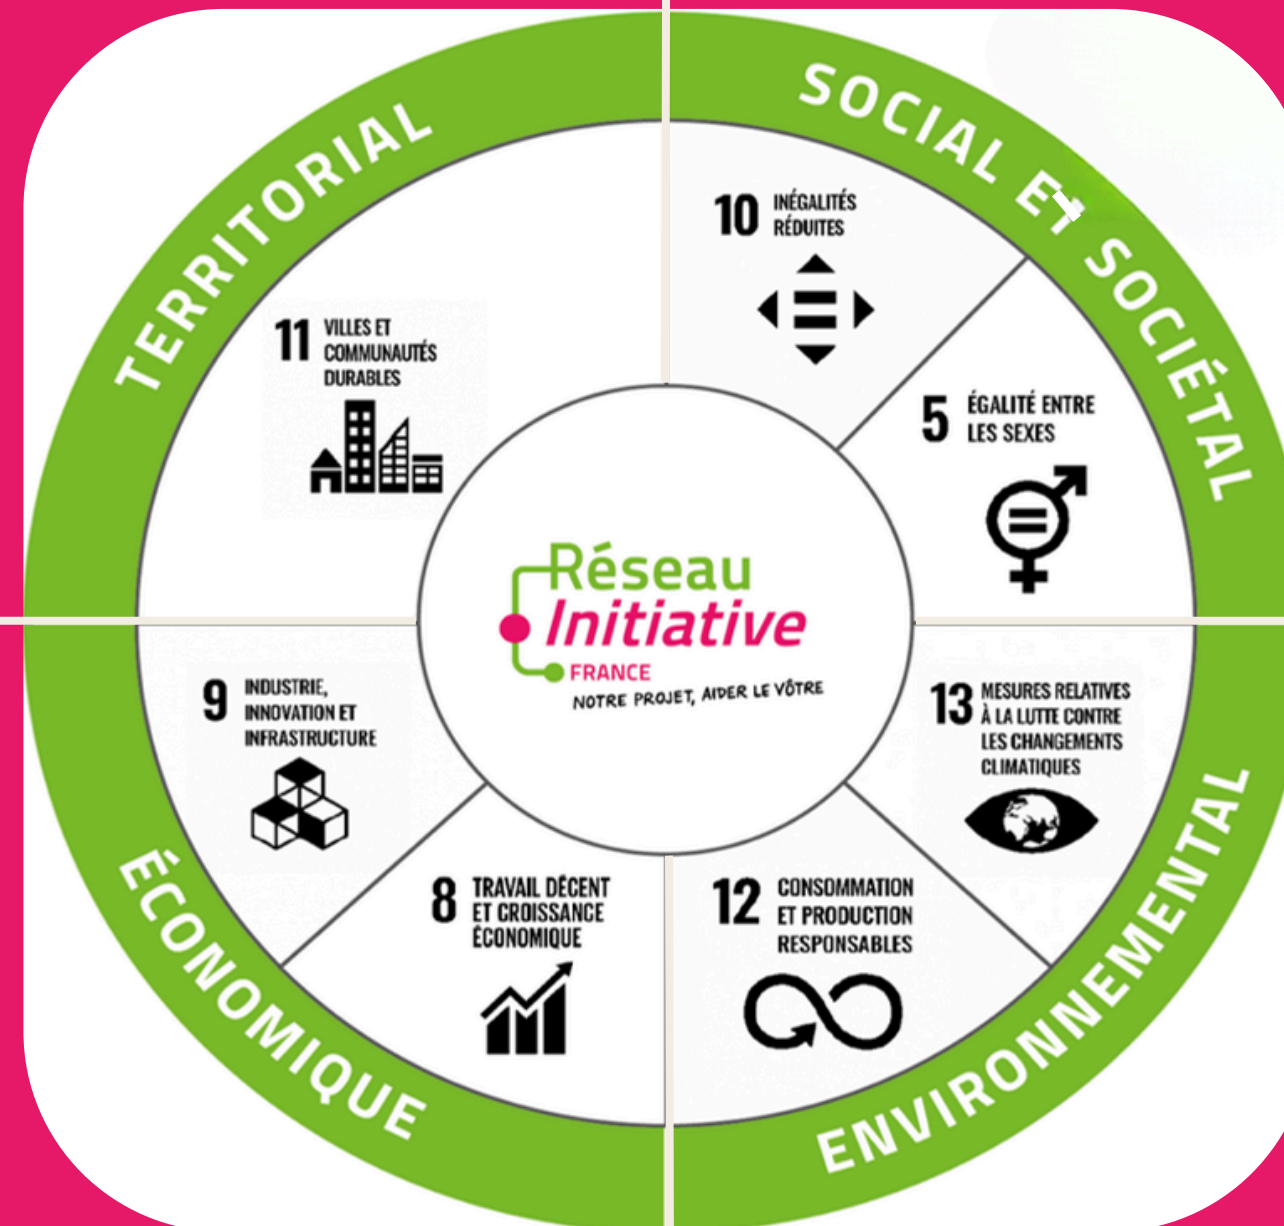 TERRITORIAL
SOCIAL ET SOCIÉTAL
10 INÉGALITÉS
RÉDUITES
11 VILLES ET
COMMUNAUTÉS
DURABLES
5 ÉGALITÉ ENTRE
LES SEXES
Réseau
Initiative
FRANCE
NOTRE PROJET, AIDER LE VÔTRE
9 INDUSTRIE,
INNOVATION ET
INFRASTRUCTURE
13 MESURES RELATIVES
À LA LUTTE CONTRE
LES CHANGEMENTS
CLIMATIQUES
8 TRAVAIL DÉCENT
ET CROISSANCE
ÉCONOMIQUE
12 CONSOMMATION
ET PRODUCTION
RESPONSABLES
ÉCONOMIQUE
ENVIRONNEMENTAL